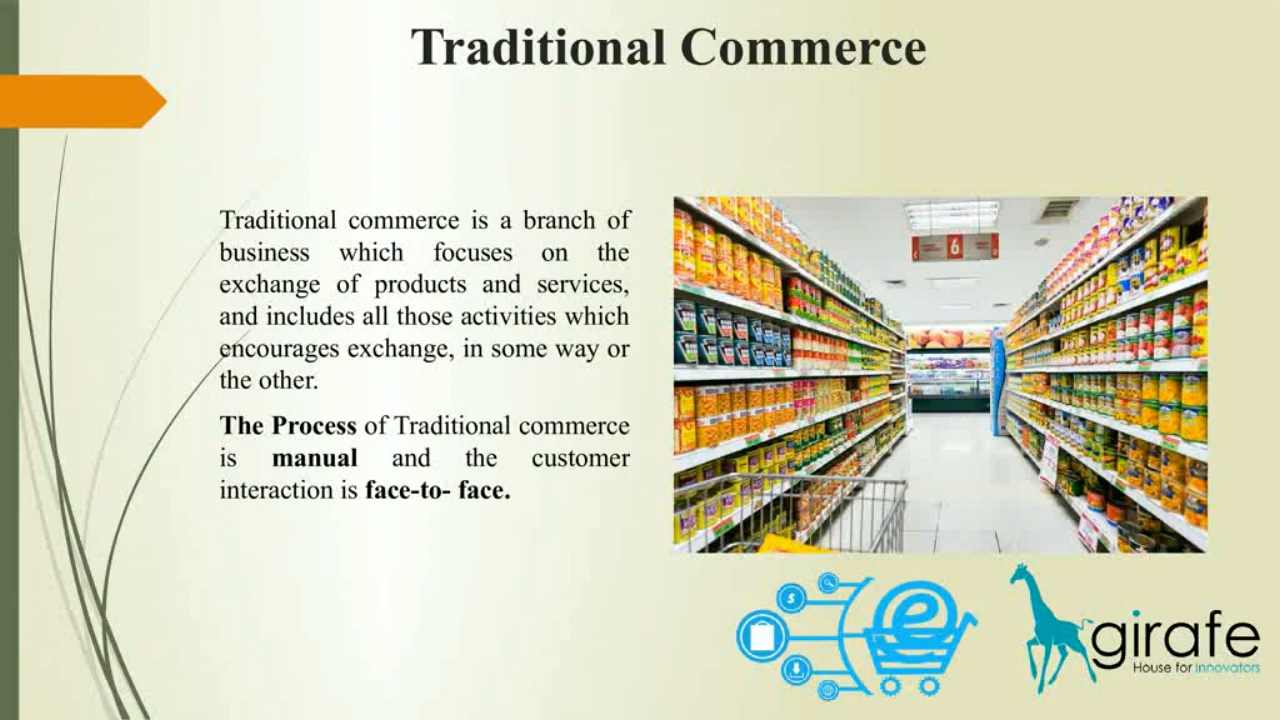 Traditional Commerce
Traditional commerce is a branch of
business which focuses on the
exchange of products and services,
and includes all those activities which
encourages exchange, in some way or
the other.
The Process of Traditional commerce
is manual and the customer
interaction is face-to- face.
6
$
e
girafe
House for Innovators